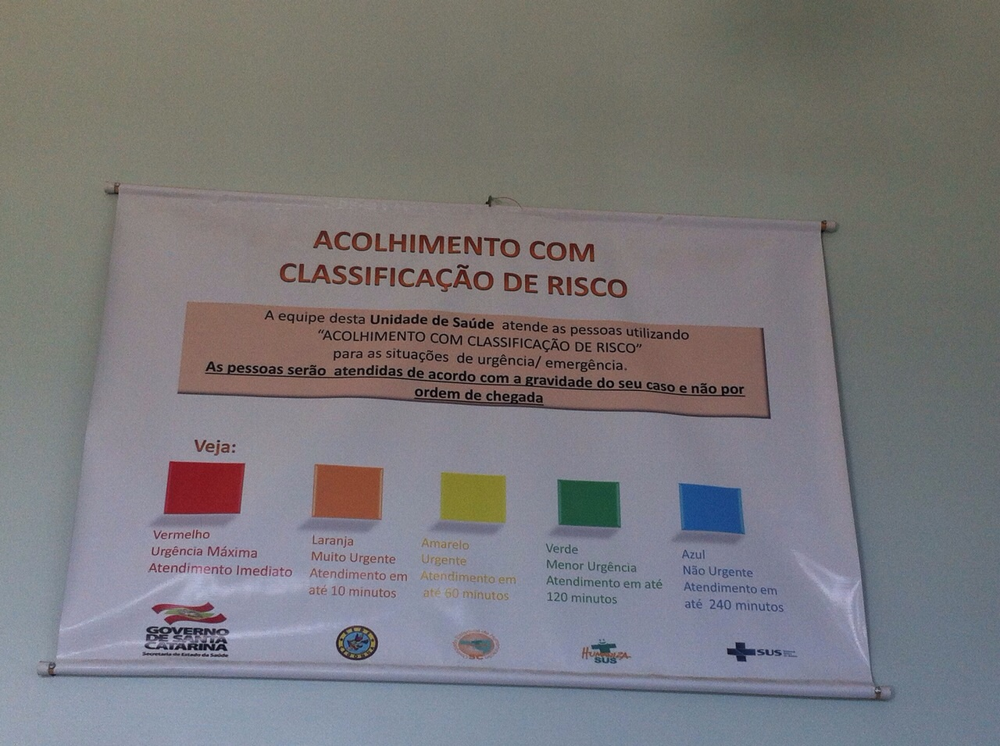 ACOLHIMENTO COM
CLASSIFICAÇÃO DE RISCO
A equipe desta Unidade de Saúde atende as pessoas utilizando
“ACOLHIMENTO COM CLASSIFICAÇÃO DE RISCO”
para as situações de urgência/ emergência.
As pessoas serão atendidas de acordo com a gravidade do seu caso e não por
ordem de chegada
Veja:
Vermelho
Urgência Máxima
Atendimento Imediato
Laranja
Muito Urgente
Atendimento em
até 10 minutos
Amarelo
Urgente
Atendimento em
até 60 minutos
Verde
Menor Urgência
Atendimento em até
120 minutos
Azul
Não Urgente
Atendimento em
até 240 minutos
GOVERNO
DE SANTA
CATARINA
Secretaria de Estado da Saúde
SC
HUMANIZA
SUS
SUS